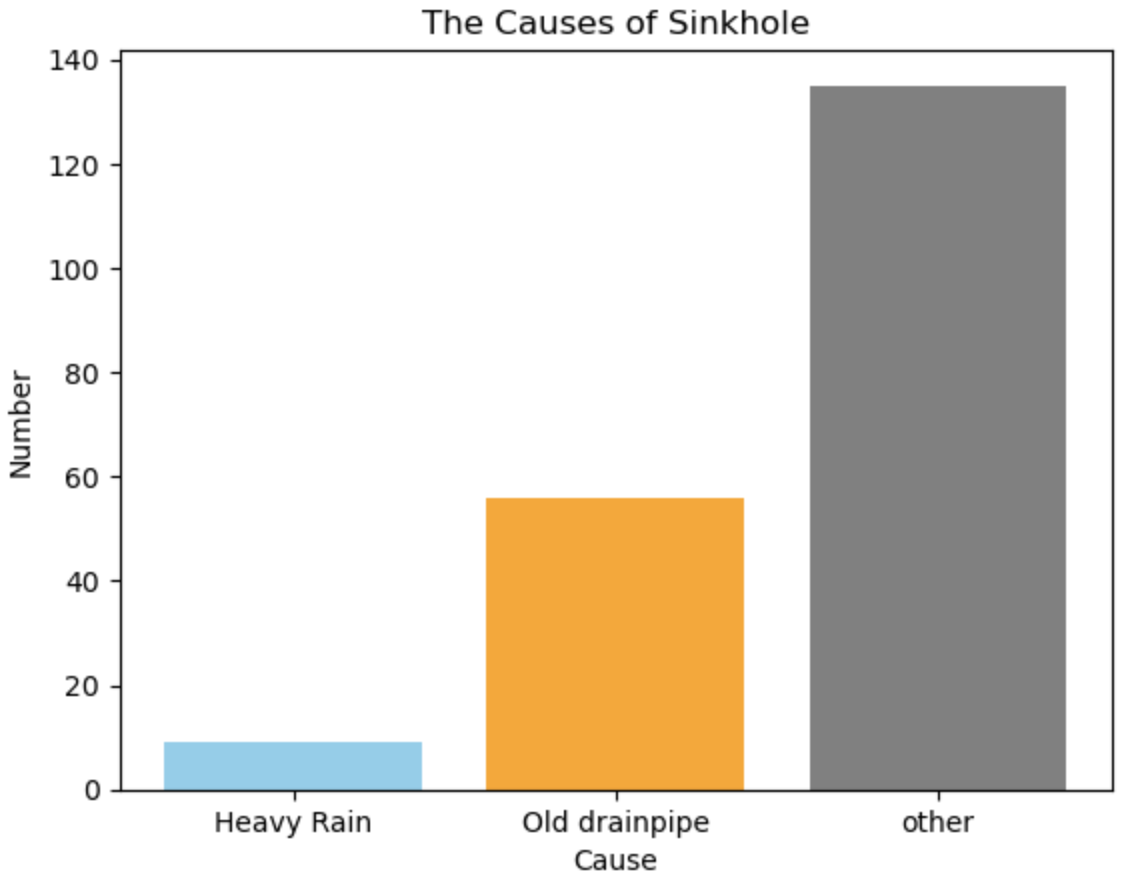 The Causes of Sinkhole
140
120
100
80
60
40
20
0
Number
Heavy Rain
Old drainpipe
other
Cause